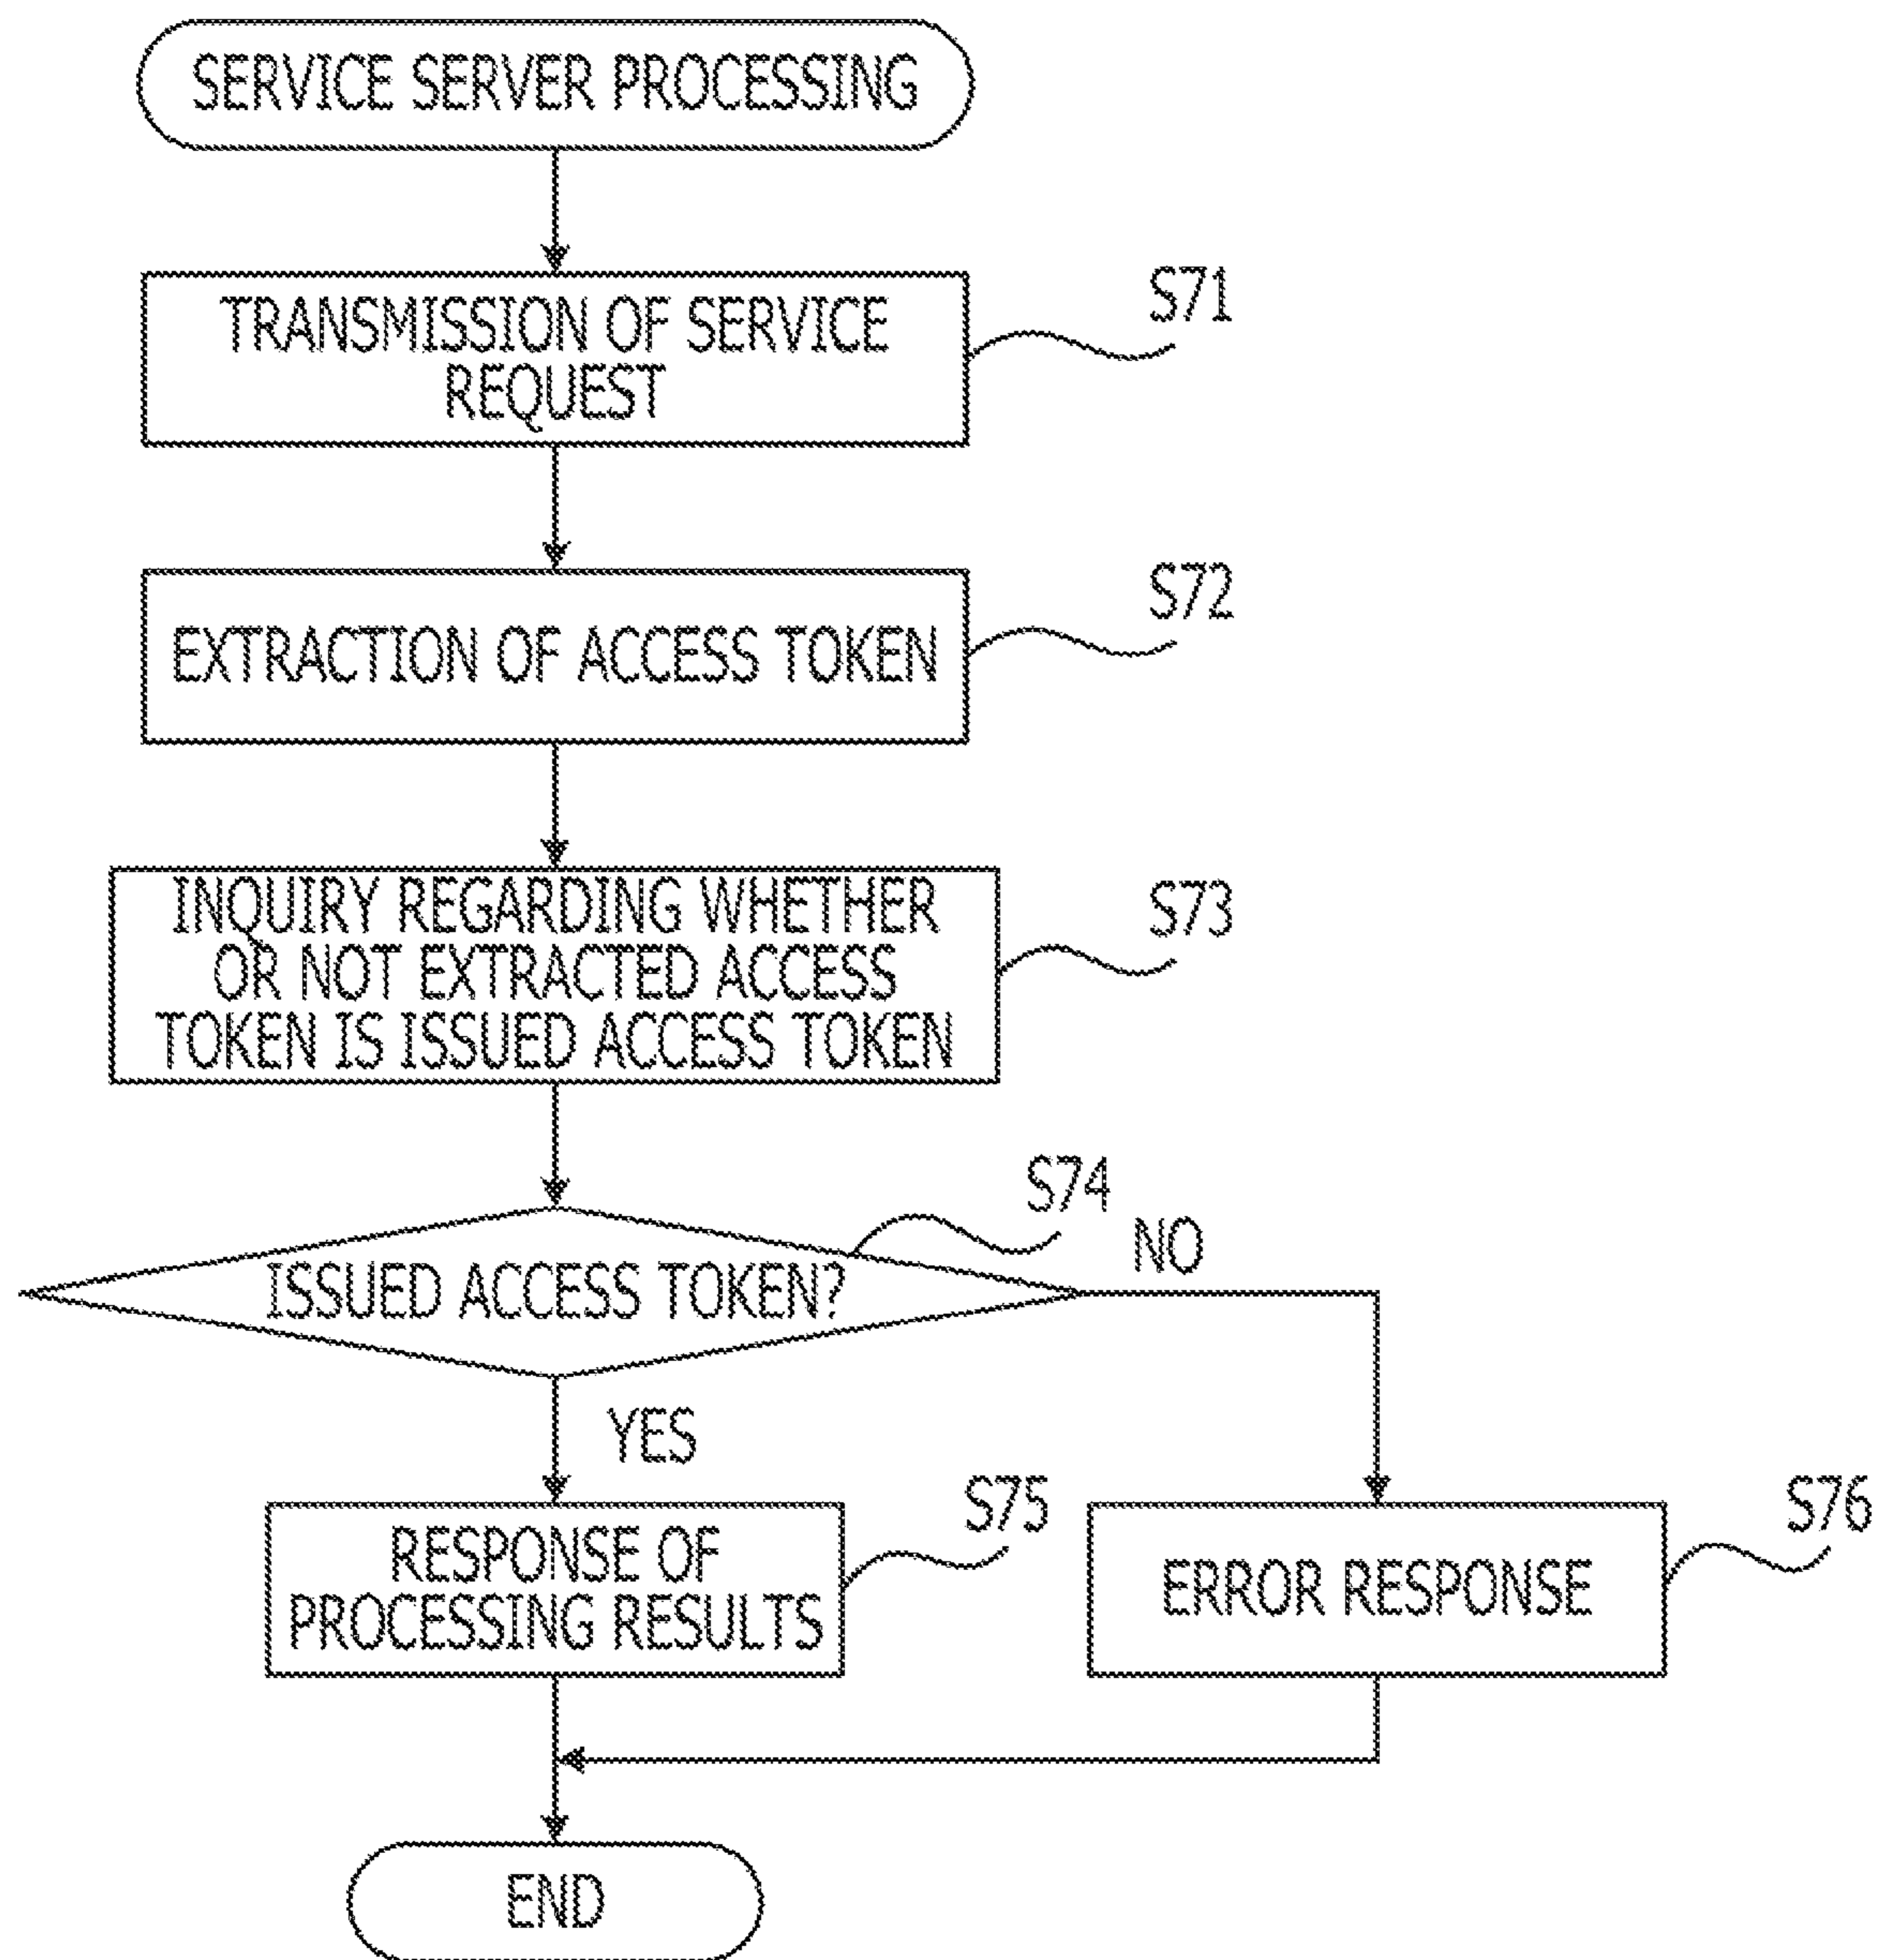 SERVICE SERVER PROCESSING
TRANSMISSION OF SERVICE
REQUEST
S71
EXTRACTION OF ACCESS TOKEN
S72
INQUIRY REGARDING WHETHER
OR NOT EXTRACTED ACCESS
TOKEN IS ISSUED ACCESS TOKEN
S73
ISSUED ACCESS TOKEN?
S74
NO
YES
RESPONSE OF
PROCESSING RESULTS
S75
ERROR RESPONSE
S76
END